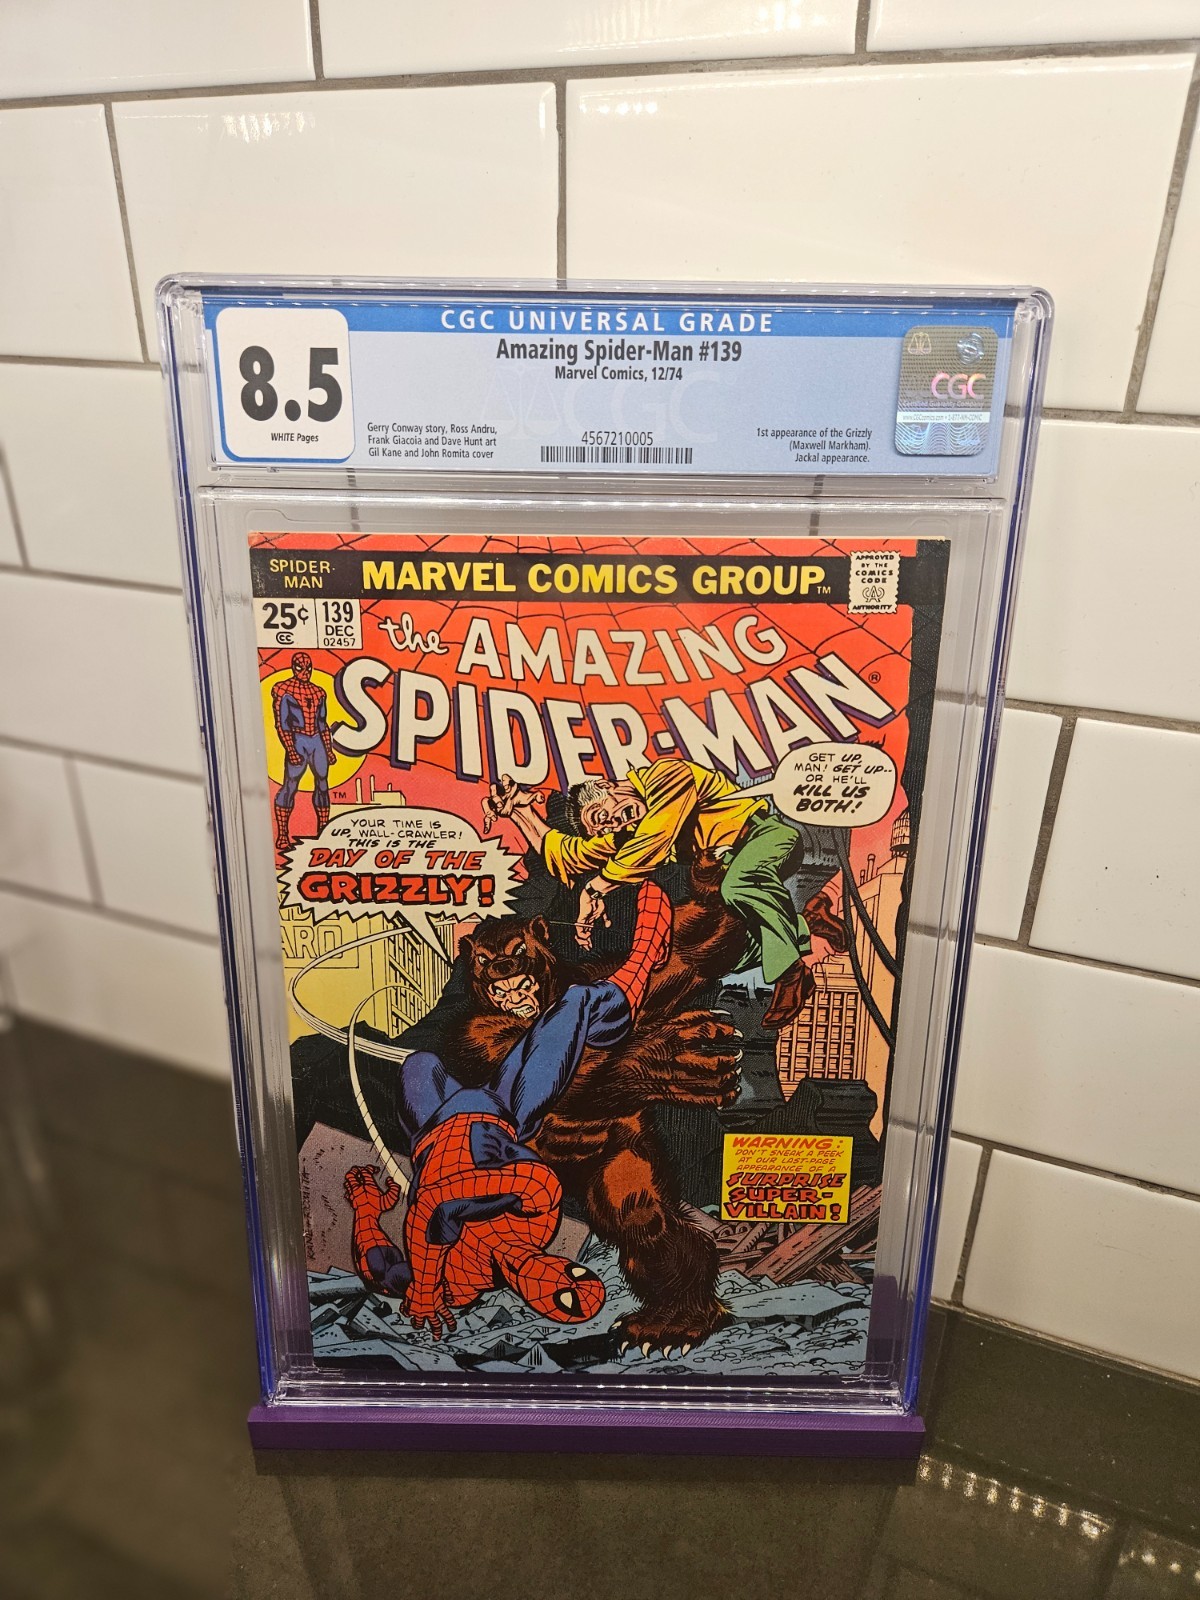 CGC UNIVERSAL GRADE
8.5
WHITE Pages
Amazing Spider-Man #139
Marvel Comics, 12/74
Gerry Conway story, Ross Andru,
Frank Giacoia and Dave Hunt art
Gil Kane and John Romita cover
4567210005
1st appearance of the Grizzly
(Maxwell Markham).
Jackal appearance.
CGC
SPIDER-
MAN
MARVEL COMICS GROUP TM
APPROVED
BY THE
COMICS
CODE
CA
AUTHORITY
25¢
CC
139
DEC
02457
the AMAZING
SPIDER-MAN ®
TM
GET UP,
MAN! GET UP--
OR HE'LL
KILL US
BOTH!
YOUR TIME IS
UP, WALL-CRAWLER!
THIS IS THE
DAY OF THE
GRIZZLY!
ARD
WARNING:
DON'T SNEAK A PEEK
AT OUR LAST-PAGE
APPEARANCE OF A
SURPRISE
SUPER-
VILLAIN!